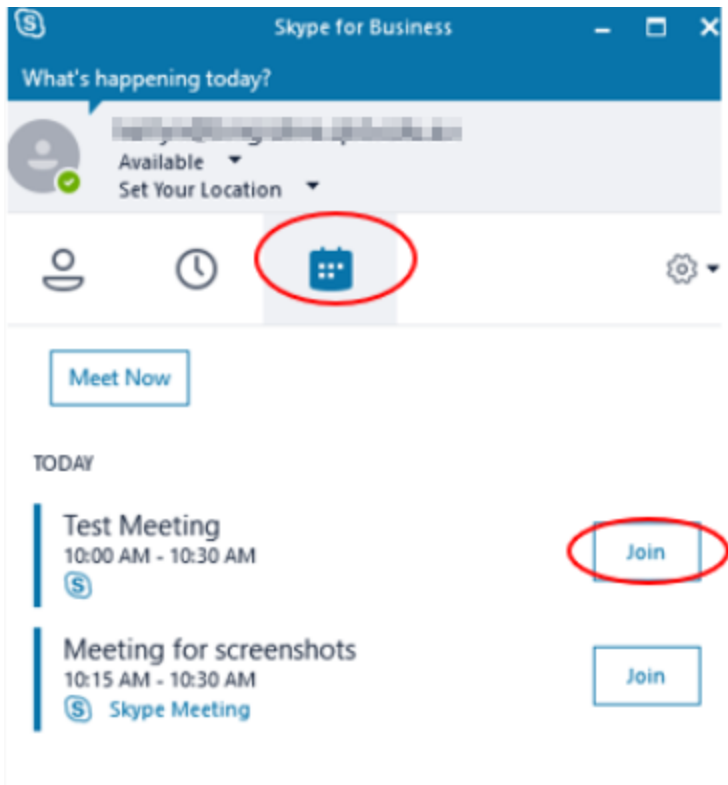 Skype for Business
What's happening today?
Available
Set Your Location
Meet Now
TODAY
Test Meeting
10:00 AM - 10:30 AM
Join
Meeting for screenshots
10:15 AM - 10:30 AM
Skype Meeting
Join